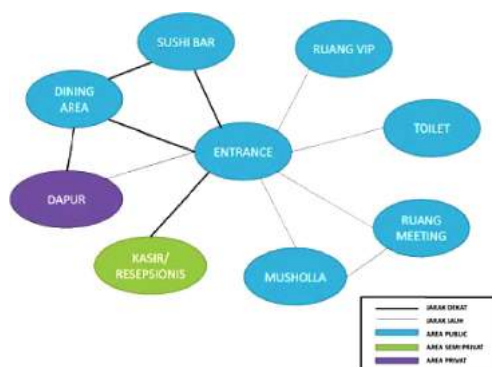 SUSHI BAR
RUANG VIP
DINING
AREA
TOILET
ENTRANCE
DAPUR
RUANG
MEETING
KASIR/
RESEPSIONIS
MUSHOLLA
JARAK DEKAT
JARAK JAUH
AREA PUBLIC
AREA SEMI PRIVAT
AREA PRIVAT